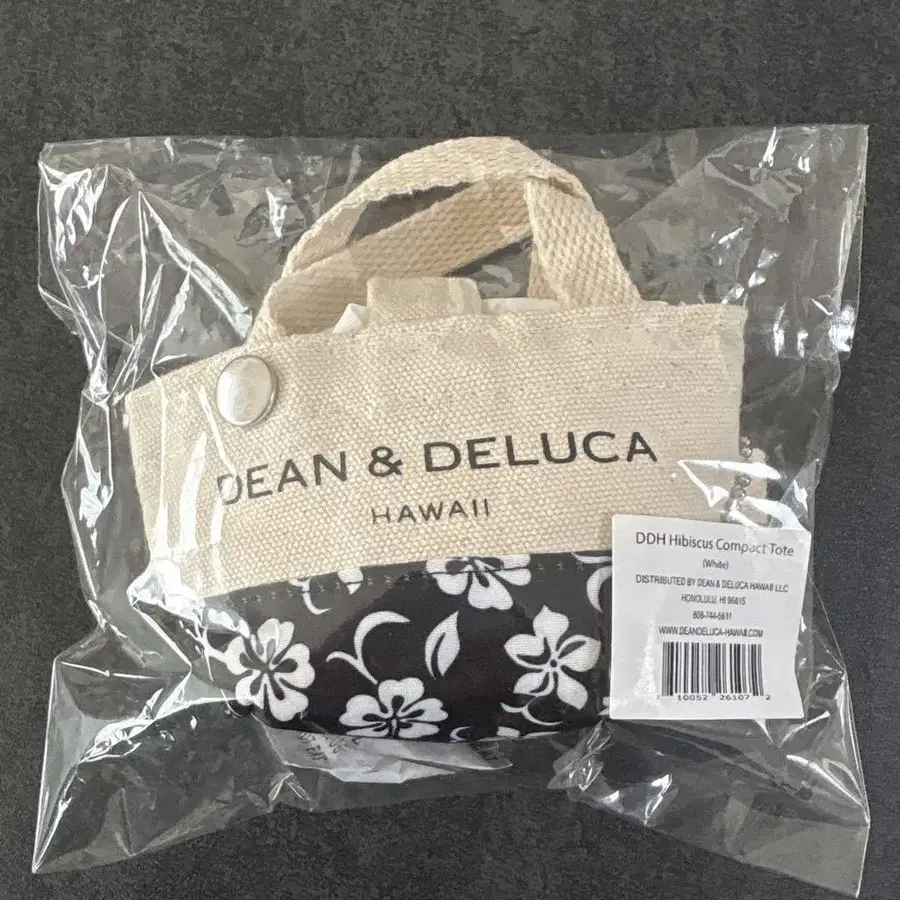 DEAN & DELUCA
HAWAII
DDH Hibiscus Compact Tote
(White)
DISTRIBUTED BY DEAN & DELUCA HAWAII LLC
HONOLULU, HI 96815
808-744-5611
WWW.DEANDELUCA-HAWAII.COM
10052 26107 2